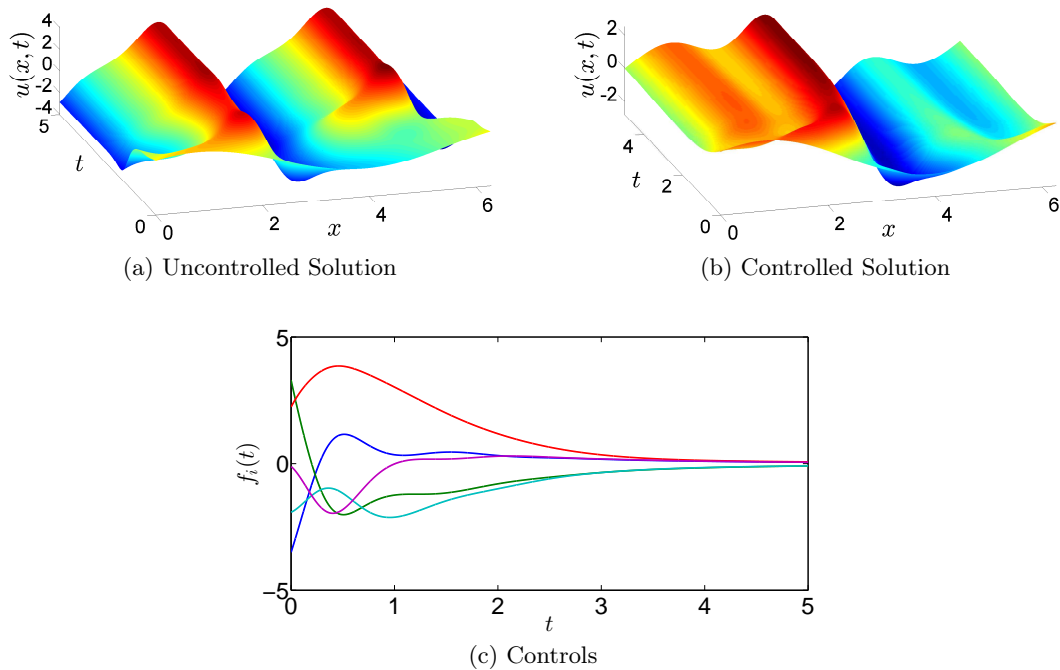 4
2
0
-2
-4
u(x, t)
5
t
0
0
2
4
6
x
(a) Uncontrolled Solution
2
0
-2
u(x, t)
4
2
t
0
0
2
4
6
x
(b) Controlled Solution
5
0
−5
f_i(t)
0
1
2
3
4
5
t
(c) Controls